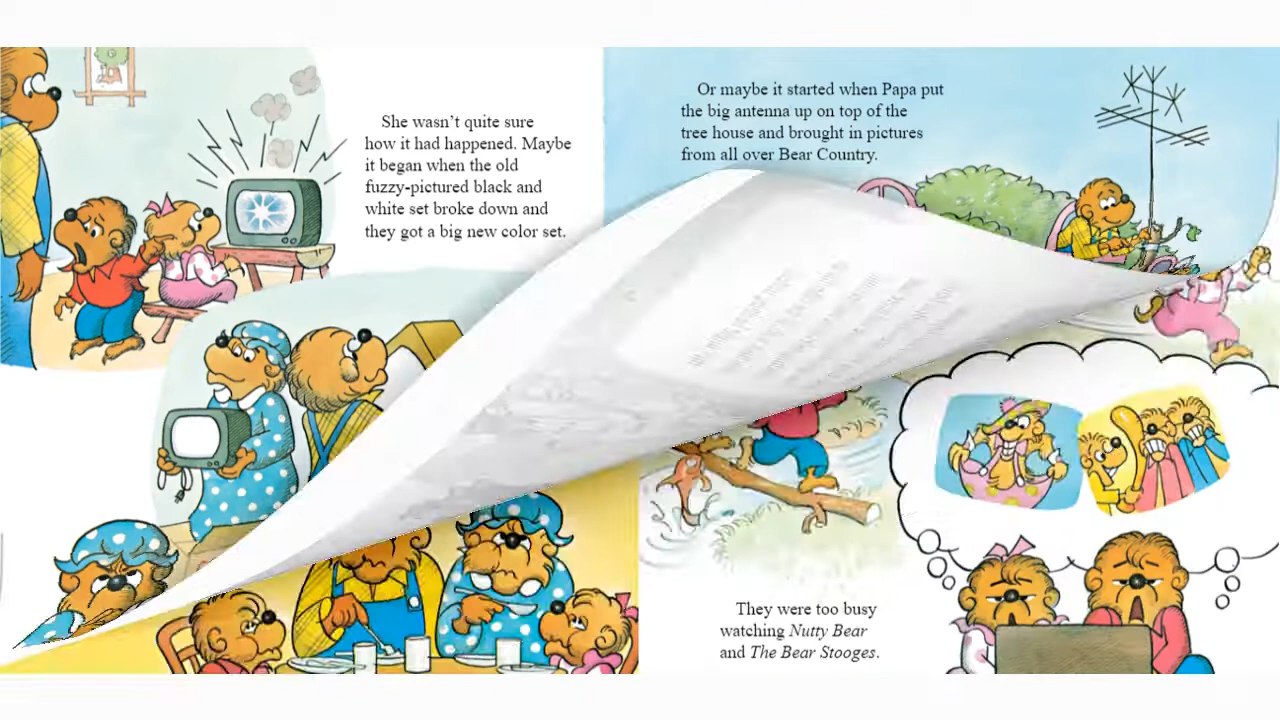 She wasn't quite sure
how it had happened. Maybe
it began when the old
fuzzy-pictured black and
white set broke down and
they got a big new color set.
Or maybe it started when Papa put
the big antenna up on top of the
tree house and brought in pictures
from all over Bear Country.
They were too busy
watching Nutty Bear
and The Bear Stooges.